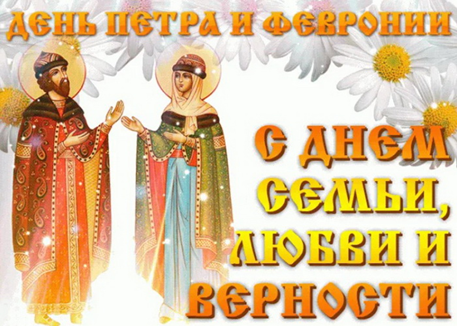 ДЕНЬ ПЕТРА И ФЕВРОНИИ
С ДНЕМ
СЕМЬИ,
ЛЮБВИ И
ВЕРНОСТИ